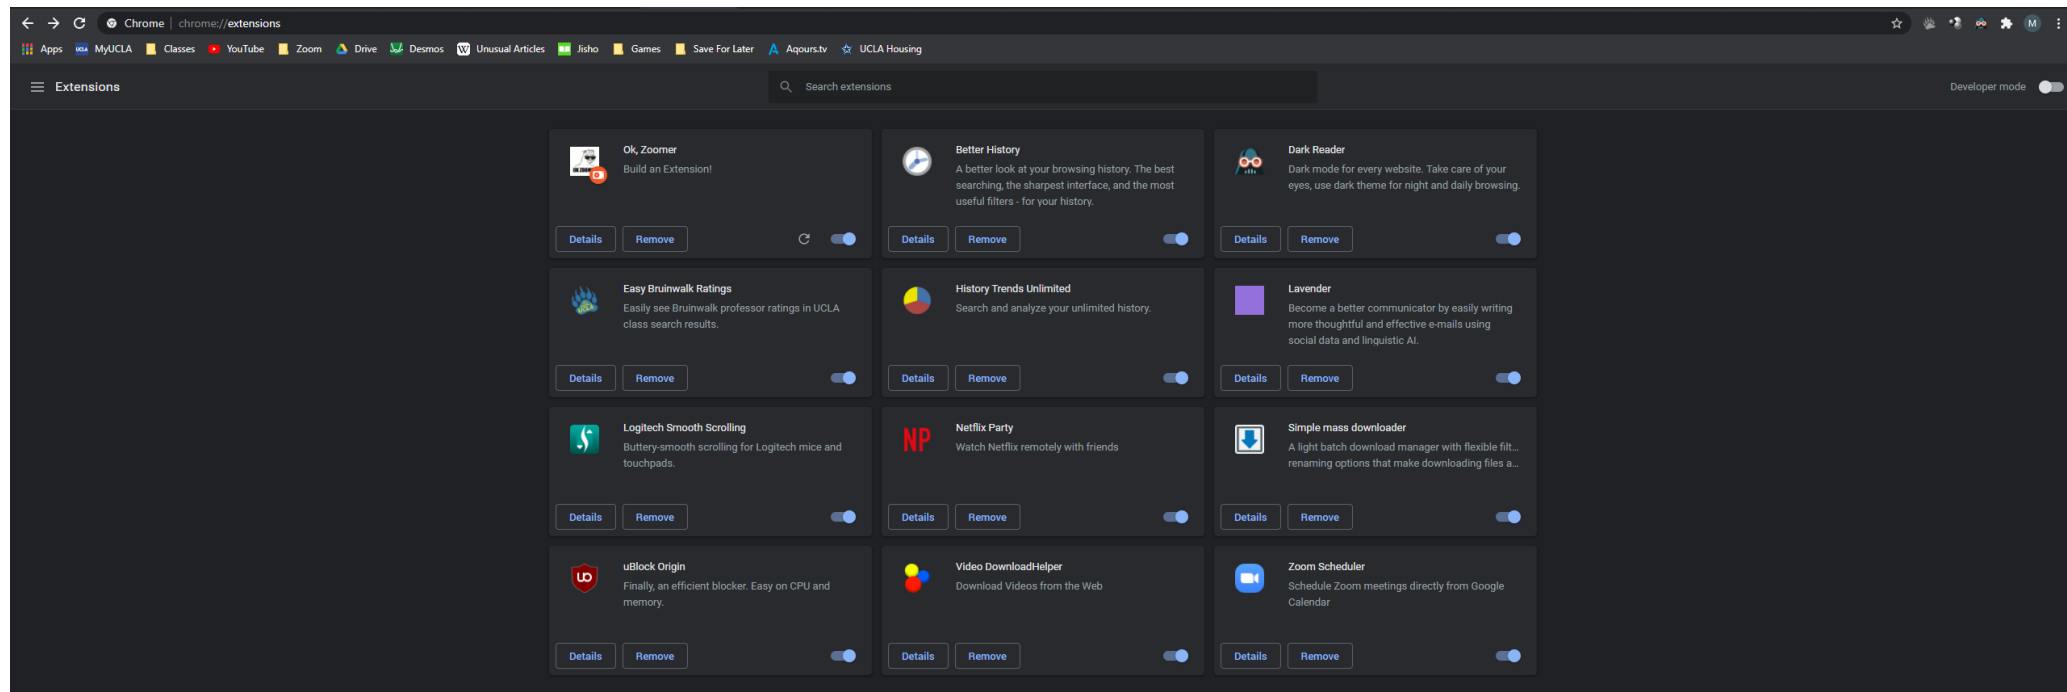 Chrome | chrome://extensions
M
Apps UCLA MyUCLA Classes YouTube Zoom Drive Desmos W Unusual Articles Jisho Games Save For Later Aqours.tv UCLA Housing
Extensions
Search extensions
Developer mode
Ok, Zoomer
Build an Extension!
Details Remove
Better History
A better look at your browsing history. The best
searching, the sharpest interface, and the most
useful filters - for your history.
Details Remove
Dark Reader
Dark mode for every website. Take care of your
eyes, use dark theme for night and daily browsing.
Details Remove
Easy Bruinwalk Ratings
Easily see Bruinwalk professor ratings in UCLA
class search results.
Details Remove
History Trends Unlimited
Search and analyze your unlimited history.
Details Remove
Lavender
Become a better communicator by easily writing
more thoughtful and effective e-mails using
social data and linguistic AI.
Details Remove
Logitech Smooth Scrolling
Buttery-smooth scrolling for Logitech mice and
touchpads.
Details Remove
NP
Netflix Party
Watch Netflix remotely with friends
Details Remove
Simple mass downloader
A light batch download manager with flexible filt...
renaming options that make downloading files a...
Details Remove
uBlock Origin
Finally, an efficient blocker. Easy on CPU and
memory.
Details Remove
Video DownloadHelper
Download Videos from the Web
Details Remove
Zoom Scheduler
Schedule Zoom meetings directly from Google
Calendar
Details Remove